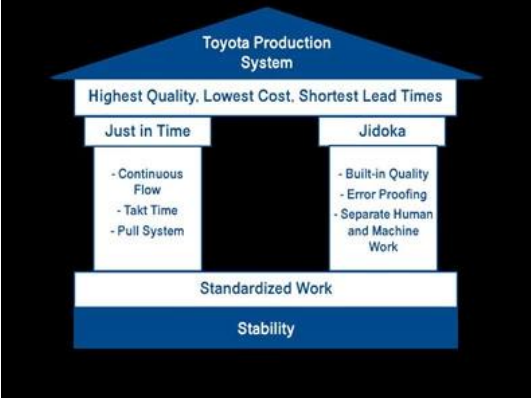 Toyota Production
System
Highest Quality, Lowest Cost, Shortest Lead Times
Just in Time
- Continuous
Flow
- Takt Time
- Pull System
Jidoka
- Built-in Quality
- Error Proofing
- Separate Human
and Machine
Work
Standardized Work
Stability